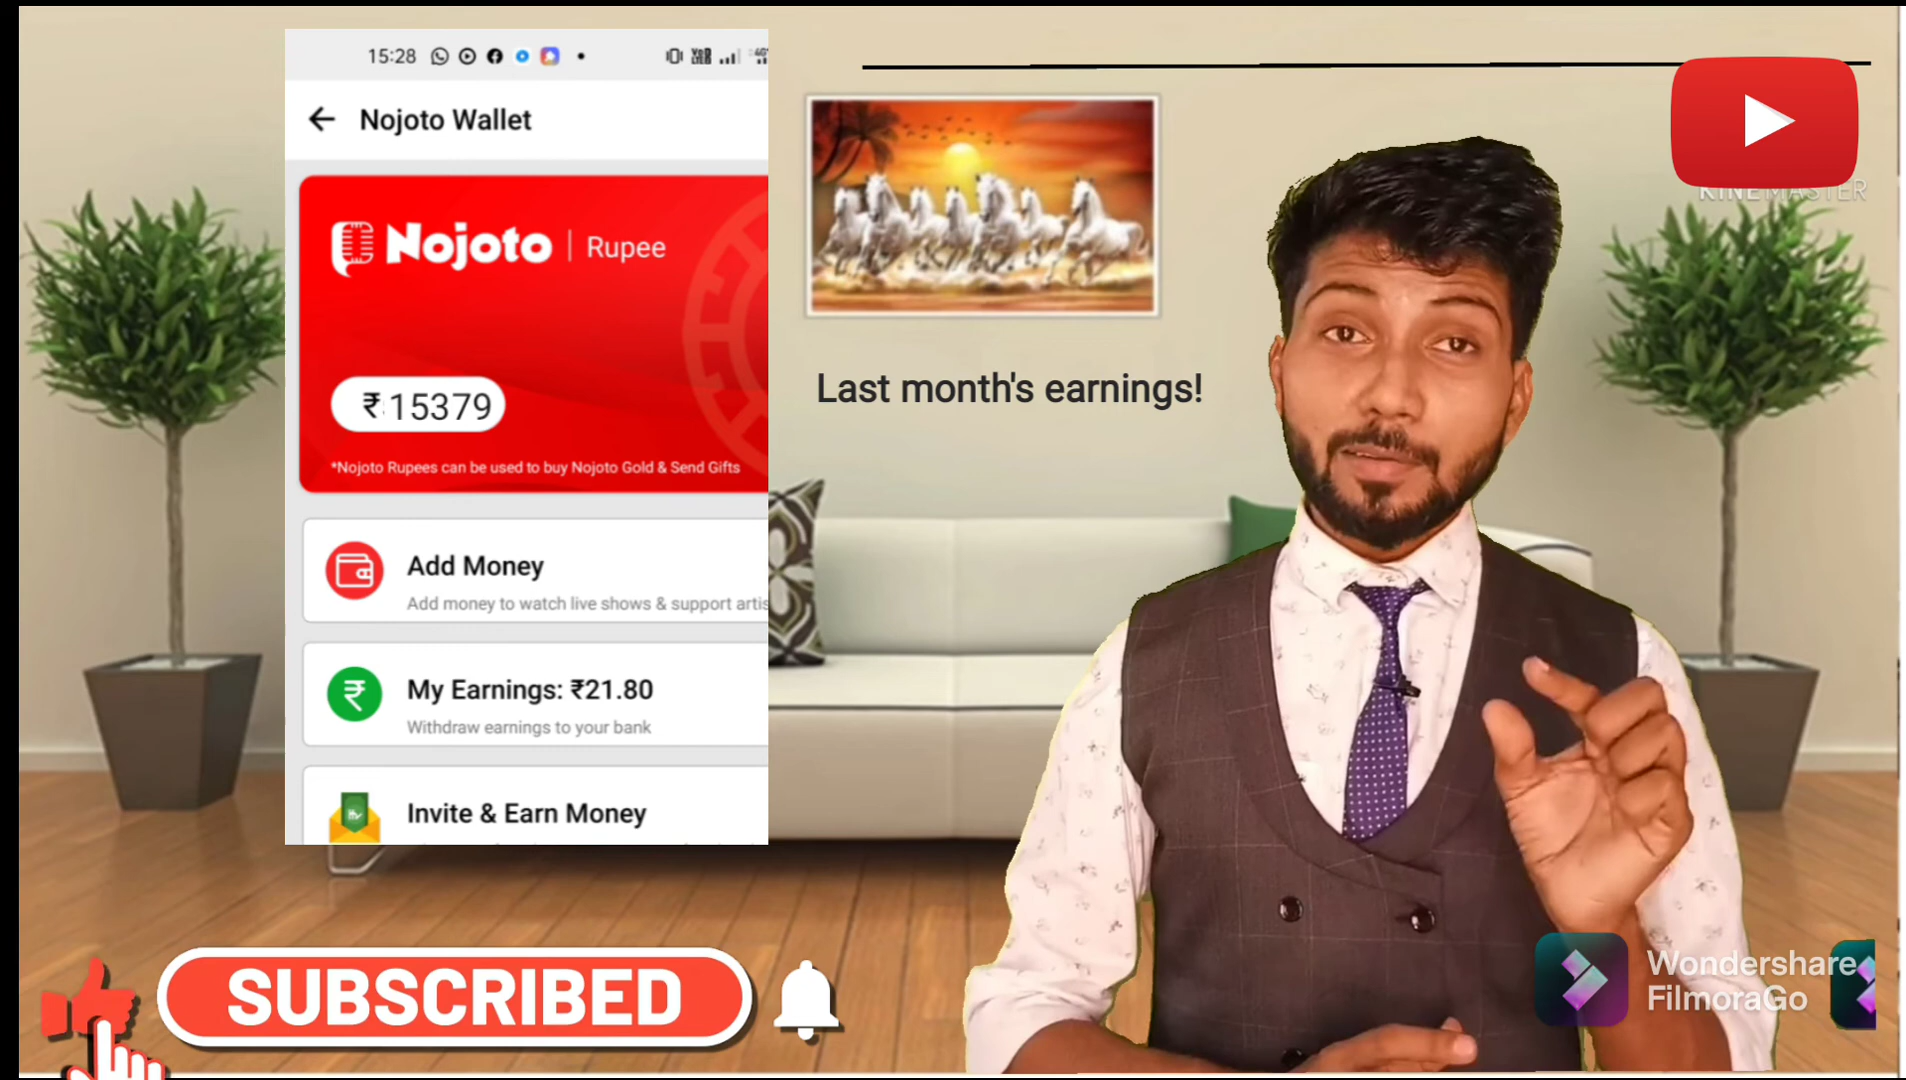 15:28
Nojoto Wallet
Nojoto | Rupee
₹15379
*Nojoto Rupees can be used to buy Nojoto Gold & Send Gifts
Add Money
Add money to watch live shows & support artis
My Earnings: ₹21.80
Withdraw earnings to your bank
Invite & Earn Money
Last month's earnings!
KINEMASTER
SUBSCRIBED
Wondershare
FilmoraGo